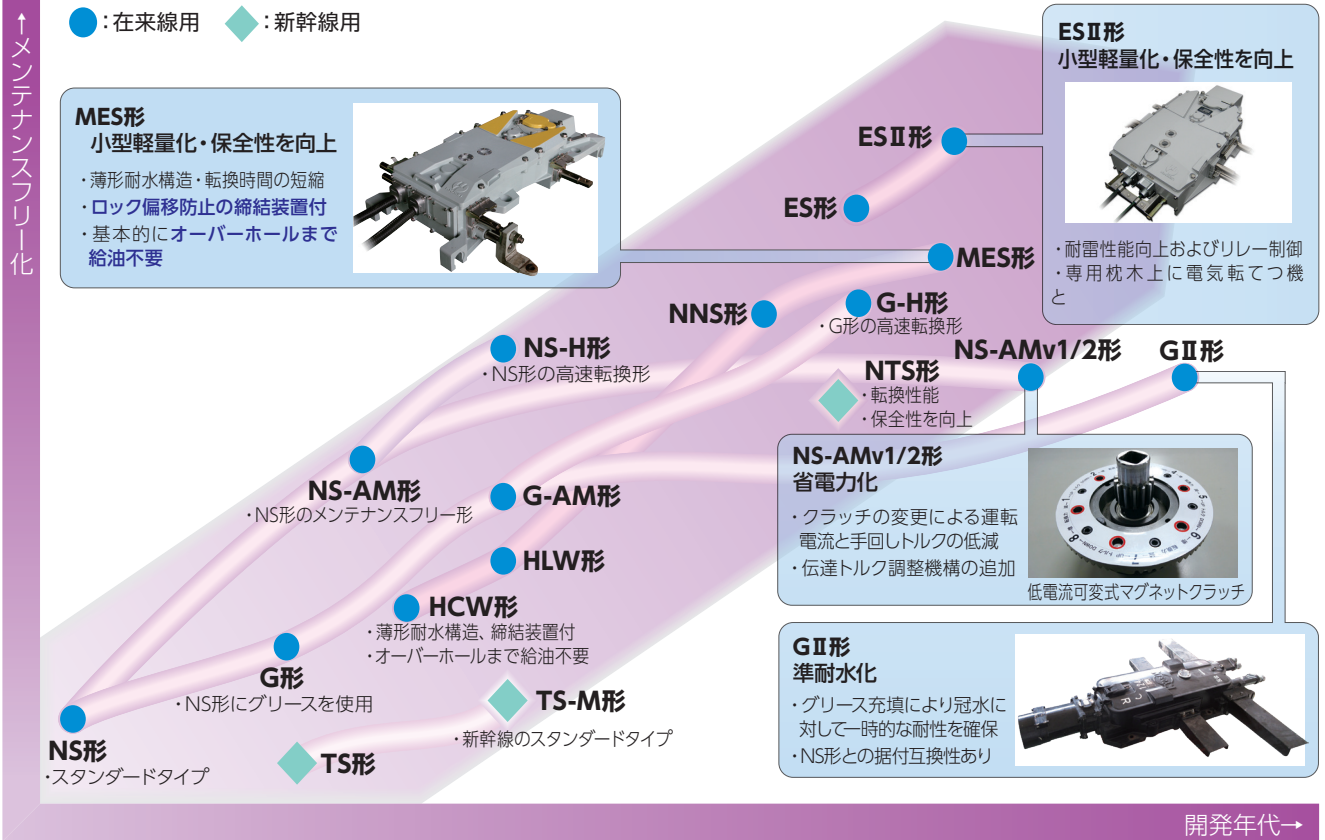 ↑メンテナンスフリー化
：在来線用
：新幹線用
MES形
小型軽量化・保全性を向上
・薄形耐水構造・転換時間の短縮
・ロック偏移防止の締結装置付
・基本的にオーバーホールまで
給油不要
ESⅡ形
小型軽量化・保全性を向上
・耐雷性能向上およびリレー制御
・専用枕木上に電気転てつ機
と
ESⅡ形
ES形
MES形
NNS形
G-H形
・G形の高速転換形
NS-H形
・NS形の高速転換形
NS-AMv1/2形
GⅡ形
NTS形
・転換性能
・保全性を向上
NS-AM形
・NS形のメンテナンスフリー形
G-AM形
HLW形
HCW形
・薄形耐水構造、締結装置付
・オーバーホールまで給油不要
G形
・NS形にグリースを使用
TS-M形
・新幹線のスタンダードタイプ
NS形
・スタンダードタイプ
TS形
NS-AMv1/2形
省電力化
・クラッチの変更による運転
電流と手回しトルクの低減
・伝達トルク調整機構の追加
低電流可変式マグネットクラッチ
GⅡ形
準耐水化
・グリース充填により冠水に
対して一時的な耐性を確保
・NS形との据付互換性あり
開発年代→